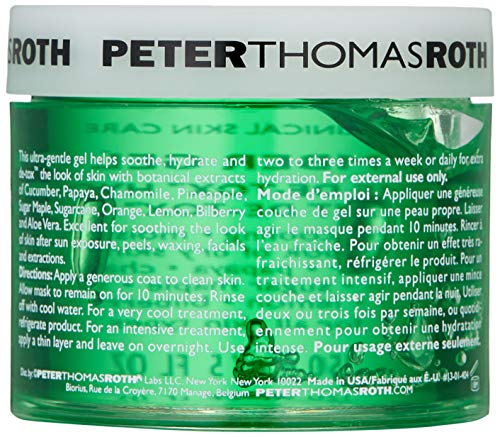 ROTH PETERTHOMASROTH
This ultra-gentle gel helps soothe, hydrate and
de-tox™ the look of skin with botanical extracts
of Cucumber, Papaya, Chamomile, Pineapple,
Sugar Maple, Sugarcane, Orange, Lemon, Bilberry
and Aloe Vera. Excellent for soothing the look
of skin after sun exposure, peels, waxing, facials
and extractions.
Directions: Apply a generous coat to clean skin.
Allow mask to remain on for 10 minutes. Rinse
off with cool water. For a very cool treatment,
refrigerate product. For an intensive treatment,
apply a thin layer and leave on overnight. Use
two to three times a week or daily for extra
hydration. For external use only.
Mode d'emploi : Appliquer une généreuse
couche de gel sur une peau propre. Laisser
agir le masque pendant 10 minutes. Rincer à
l'eau fraîche. Pour obtenir un effet très ra-
fraîchissant, réfrigérer le produit. Pour un
traitement intensif, appliquer une mince
couche et laisser agir pendant la nuit. Utiliser
deux ou trois fois par semaine, ou quotidi-
ennement pour obtenir une hydratation
intense. Pour usage externe seulement.
Dist. by: ©PETERTHOMASROTH Labs LLC. New York, New York 10022
Biorius, Rue de la Croyère, 7170 Manage, Belgium
Made in USA/Fabriqué aux É.-U. #13-01-404
PETERTHOMASROTH.COM